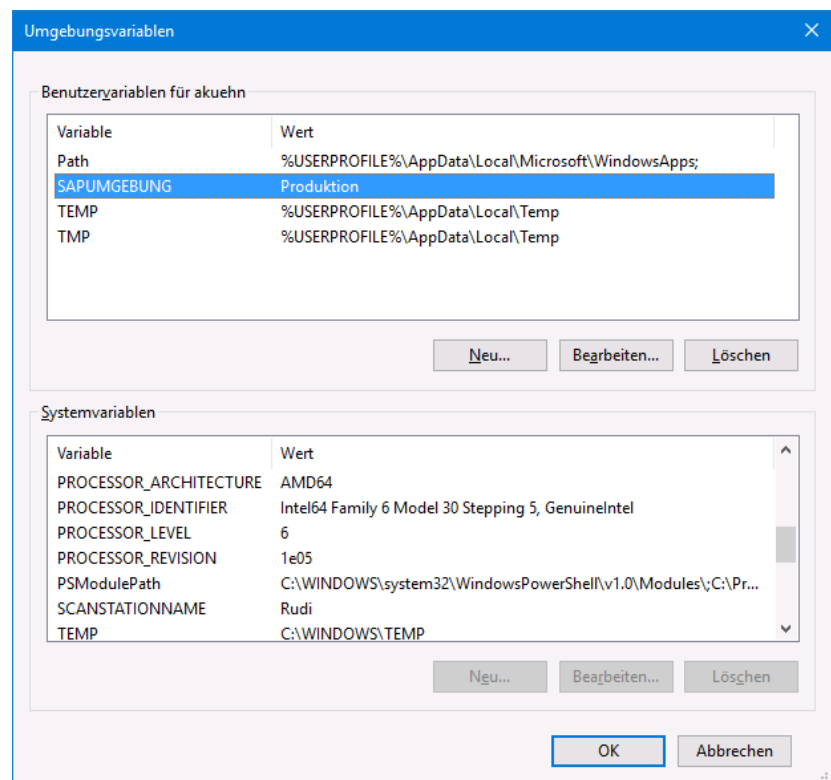 Umgebungsvariablen
Benutzervariablen für akuehn
Variable Wert
Path %USERPROFILE%\AppData\Local\Microsoft\WindowsApps;
SAPUMGEBUNG Produktion
TEMP %USERPROFILE%\AppData\Local\Temp
TMP %USERPROFILE%\AppData\Local\Temp
Neu... Bearbeiten... Löschen
Systemvariablen
Variable Wert
PROCESSOR_ARCHITECTURE AMD64
PROCESSOR_IDENTIFIER Intel64 Family 6 Model 30 Stepping 5, GenuineIntel
PROCESSOR_LEVEL 6
PROCESSOR_REVISION 1e05
PSModulePath C:\WINDOWS\system32\WindowsPowerShell\v1.0\Modules\;C:\Pr...
SCANSTATIONNAME Rudi
TEMP C:\WINDOWS\TEMP
Neu... Bearbeiten... Löschen
OK Abbrechen